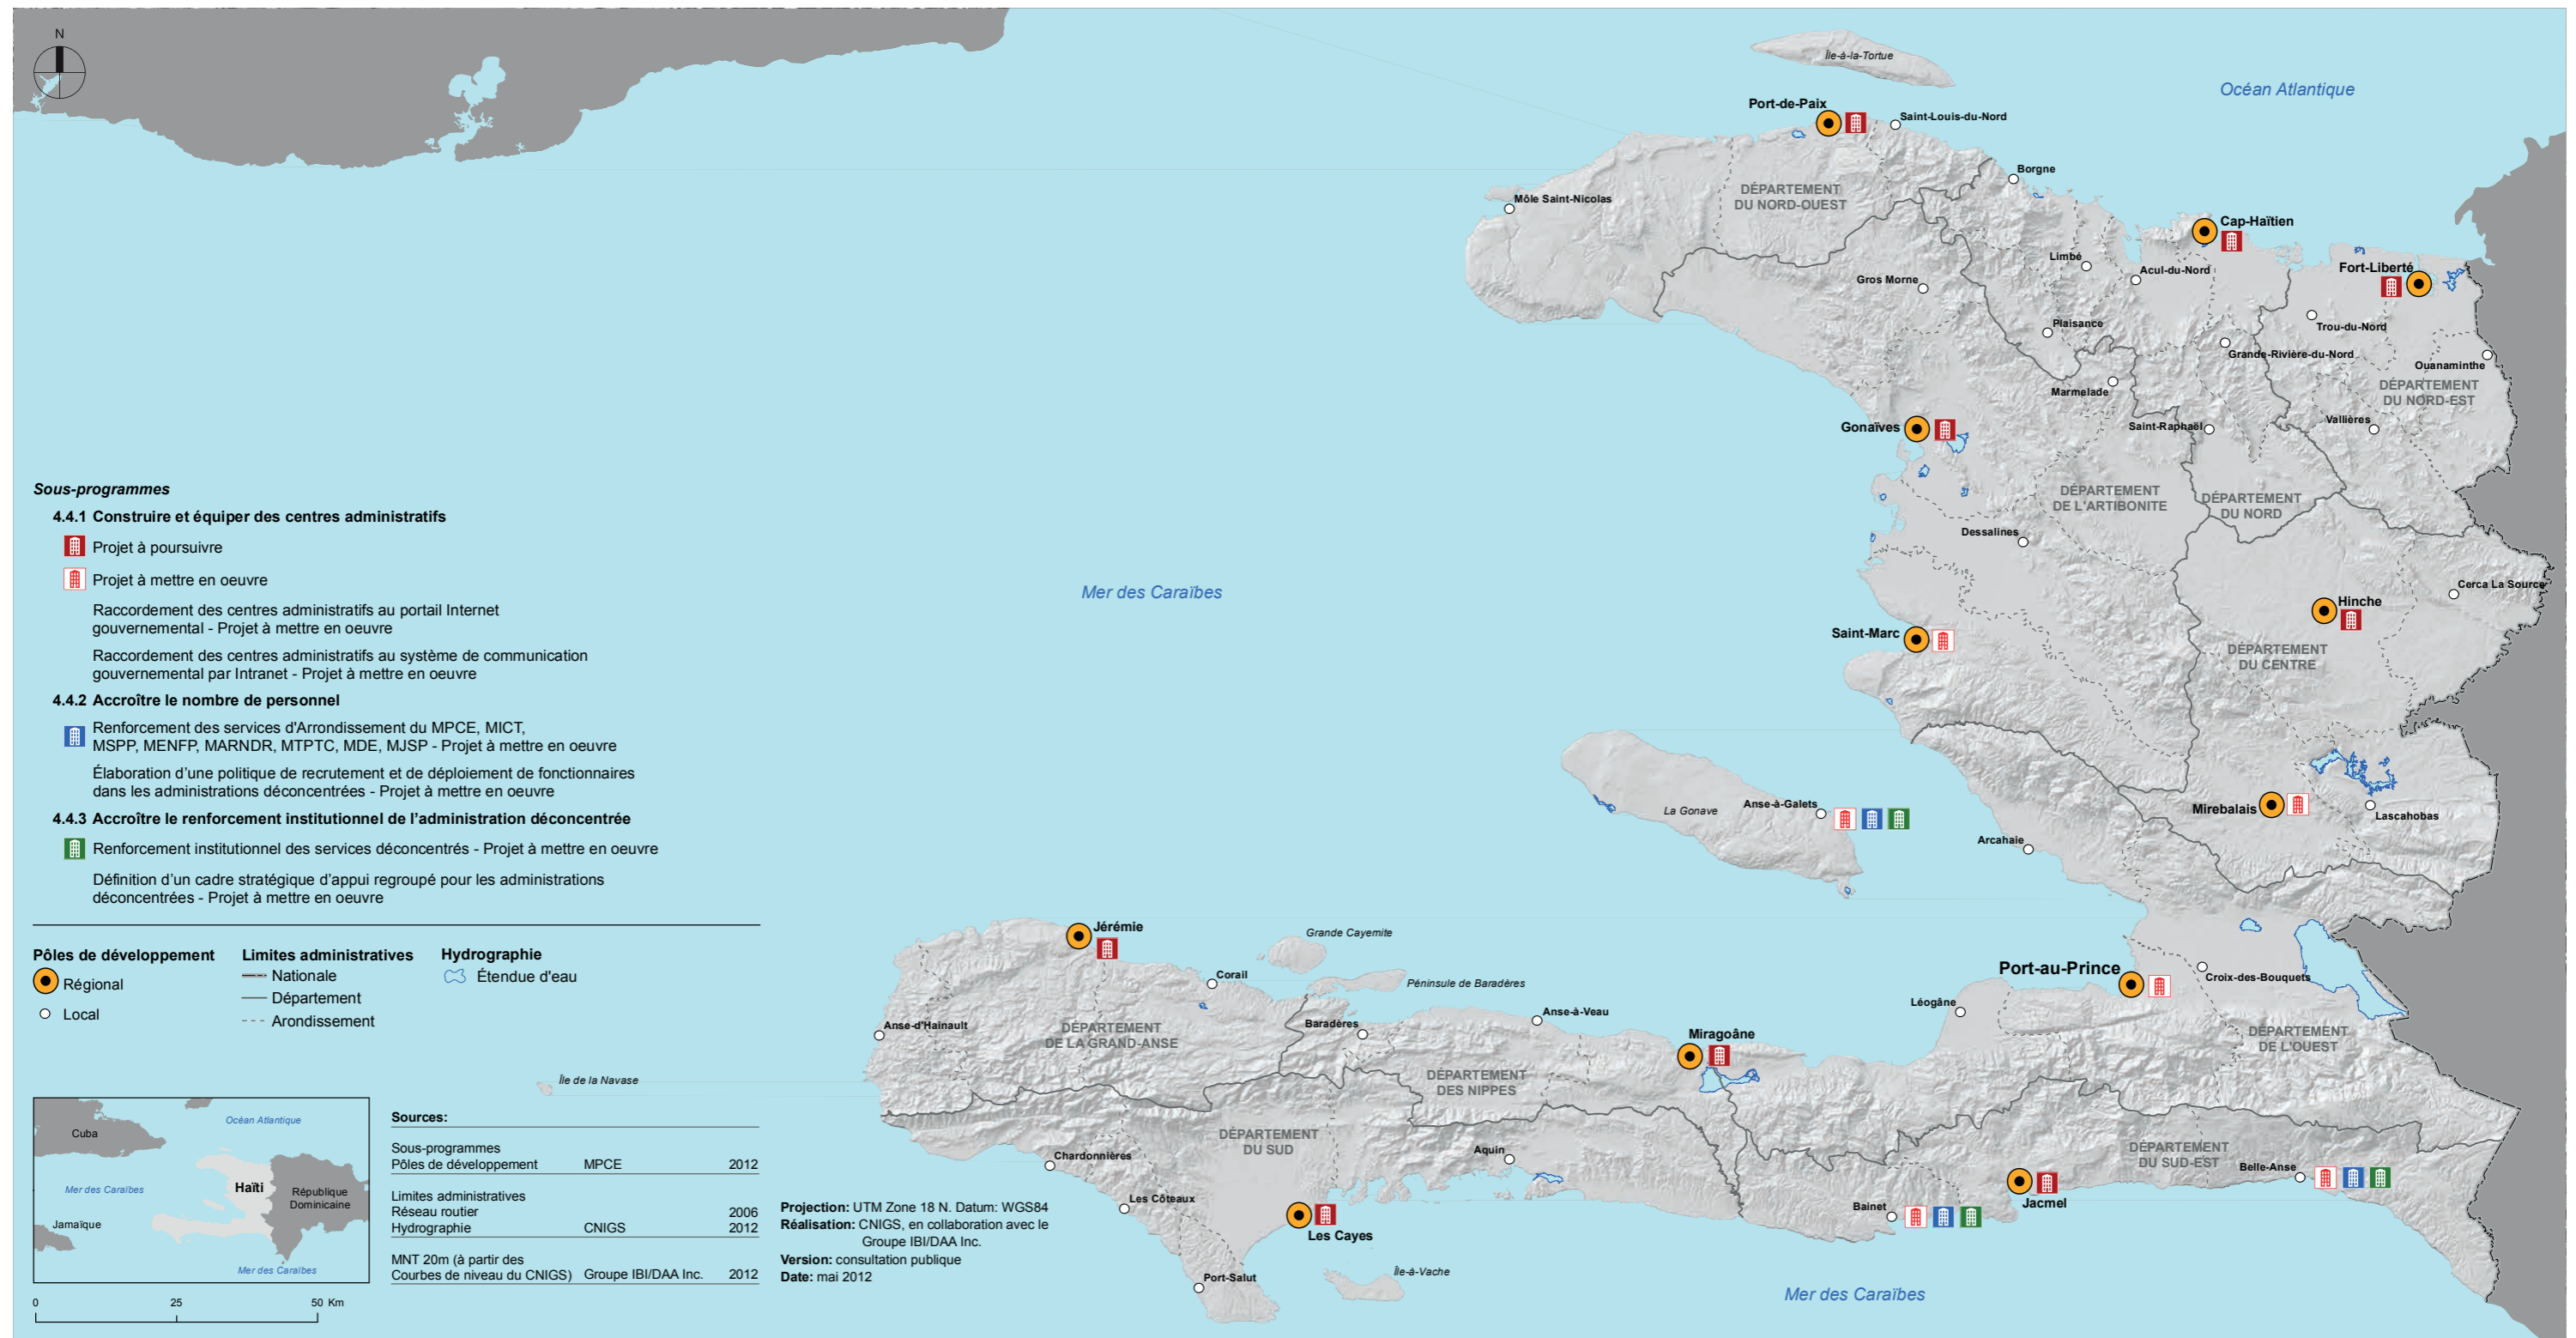 N
Île-à-la-Tortue
Océan Atlantique
Port-de-Paix
Saint-Louis-du-Nord
Borgne
DÉPARTEMENT
DU NORD-OUEST
Môle Saint-Nicolas
Cap-Haïtien
Limbé
Acul-du-Nord
Fort-Liberté
Gros Morne
Plaisance
Trou-du-Nord
Grande-Rivière-du-Nord
Ouanaminthe
Marmelade
DÉPARTEMENT
DU NORD-EST
Gonaïves
Saint-Raphaël
Vallières
DÉPARTEMENT
DE L'ARTIBONITE
DÉPARTEMENT
DU NORD
Dessalines
Cerca La Source
Mer des Caraïbes
Hinche
Saint-Marc
DÉPARTEMENT
DU CENTRE
La Gonave
Anse-à-Galets
Mirebalais
Lascahobas
Arcahaie
Sous-programmes
4.4.1 Construire et équiper des centres administratifs
Projet à poursuivre
Projet à mettre en oeuvre
Raccordement des centres administratifs au portail Internet
gouvernemental - Projet à mettre en oeuvre
Raccordement des centres administratifs au système de communication
gouvernemental par Intranet - Projet à mettre en oeuvre
4.4.2 Accroître le nombre de personnel
Renforcement des services d'Arrondissement du MPCE, MICT,
MSPP, MENFP, MARNDR, MTPTC, MDE, MJSP - Projet à mettre en oeuvre
Élaboration d'une politique de recrutement et de déploiement de fonctionnaires
dans les administrations déconcentrées - Projet à mettre en oeuvre
4.4.3 Accroître le renforcement institutionnel de l'administration déconcentrée
Renforcement institutionnel des services déconcentrés - Projet à mettre en oeuvre
Définition d'un cadre stratégique d'appui regroupé pour les administrations
déconcentrées - Projet à mettre en oeuvre
Pôles de développement
Régional
Local
Limites administratives
Nationale
Département
Arondissement
Hydrographie
Étendue d'eau
Jérémie
Grande Cayemite
Corail
Péninsule de Baradères
Port-au-Prince
Croix-des-Bouquets
Léogâne
Anse-à-Veau
Anse-d'Hainault
DÉPARTEMENT
DE LA GRAND-ANSE
Baradères
Miragoâne
DÉPARTEMENT
DE L'OUEST
Île de la Navase
DÉPARTEMENT
DES NIPPES
DÉPARTEMENT
DU SUD
Chardonnières
Aquin
DÉPARTEMENT
DU SUD-EST
Belle-Anse
Les Côteaux
Bainet
Jacmel
Les Cayes
Île-à-Vache
Port-Salut
Mer des Caraïbes
Océan Atlantique
Cuba
Mer des Caraïbes
Haïti
République
Dominicaine
Jamaïque
Mer des Caraïbes
0 25 50 Km
Sources:
Sous-programmes
Pôles de développement MPCE 2012
Limites administratives
Réseau routier 2006
Hydrographie CNIGS 2012
MNT 20m (à partir des
Courbes de niveau du CNIGS) Groupe IBI/DAA Inc. 2012
Projection: UTM Zone 18 N. Datum: WGS84
Réalisation: CNIGS, en collaboration avec le
Groupe IBI/DAA Inc.
Version: consultation publique
Date: mai 2012